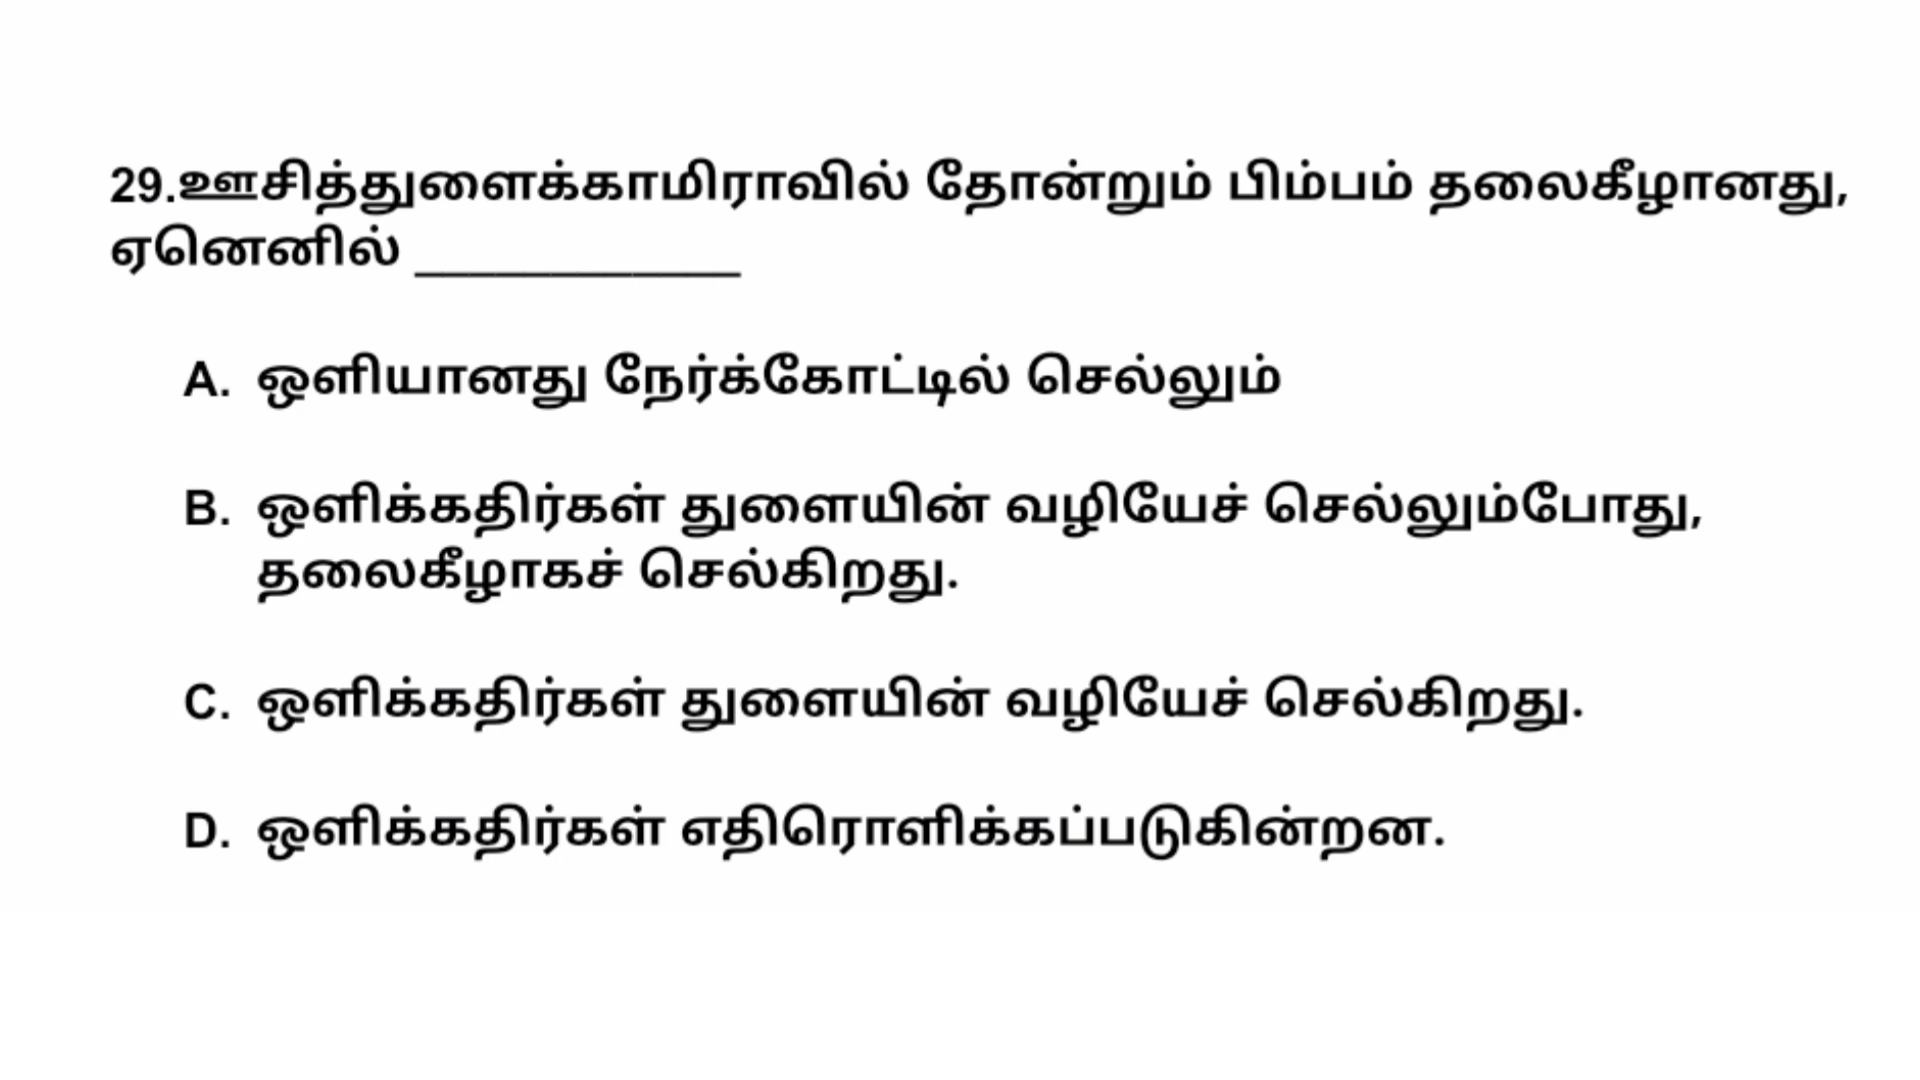 29.ஊசித்துளைக்காமிராவில் தோன்றும் பிம்பம் தலைகீழானது,
ஏனெனில் ____________
A. ஒளியானது நேர்க்கோட்டில் செல்லும்
B. ஒளிக்கதிர்கள் துளையின் வழியேச் செல்லும்போது,
தலைகீழாகச் செல்கிறது.
C. ஒளிக்கதிர்கள் துளையின் வழியேச் செல்கிறது.
D. ஒளிக்கதிர்கள் எதிரொளிக்கப்படுகின்றன.